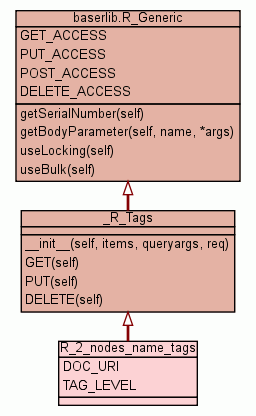 baserlib.R_Generic
GET_ACCESS
PUT_ACCESS
POST_ACCESS
DELETE_ACCESS
getSerialNumber(self)
getBodyParameter(self, name, *args)
useLocking(self)
useBulk(self)
_R_Tags
__init__(self, items, queryargs, req)
GET(self)
PUT(self)
DELETE(self)
R_2_nodes_name_tags
DOC_URI
TAG_LEVEL